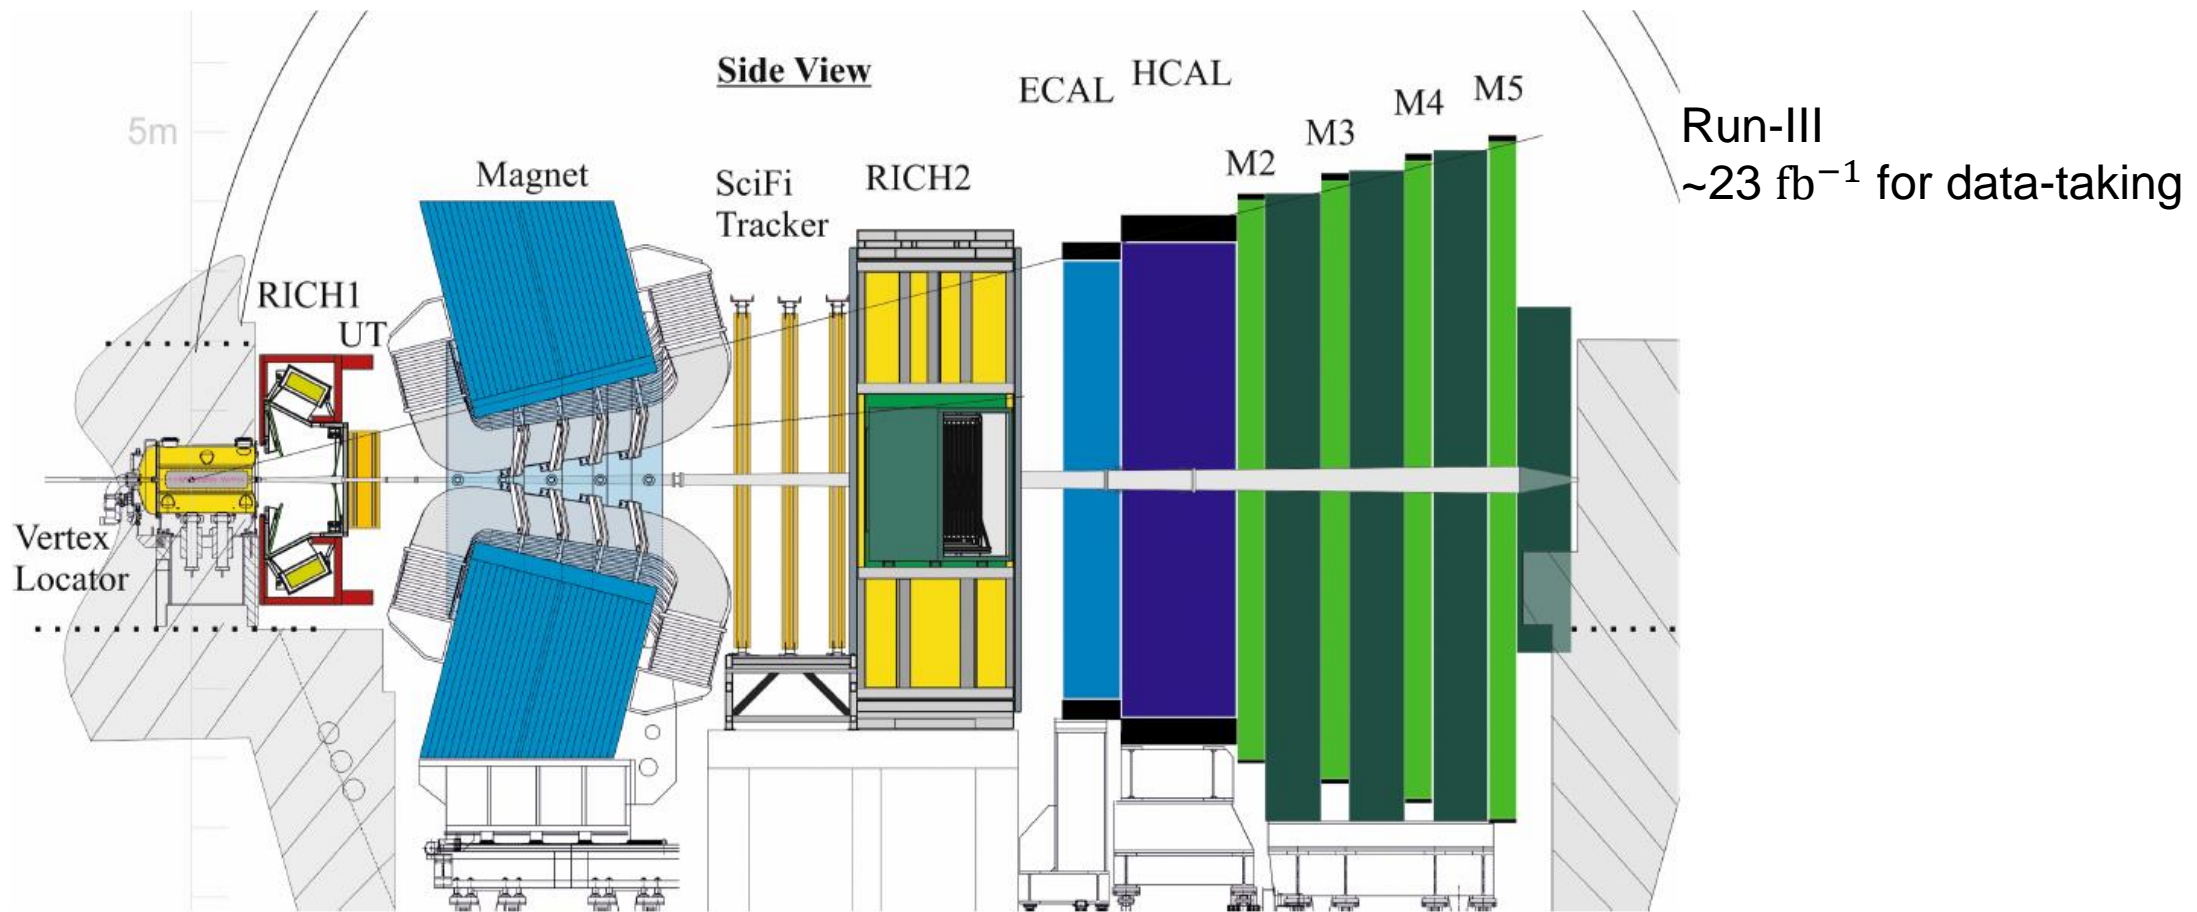 Side View
ECAL
HCAL
M2
M3
M4
M5
5m
Magnet
SciFi
Tracker
RICH2
RICH1
UT
Vertex
Locator
Run-III
~23 fb⁻¹ for data-taking